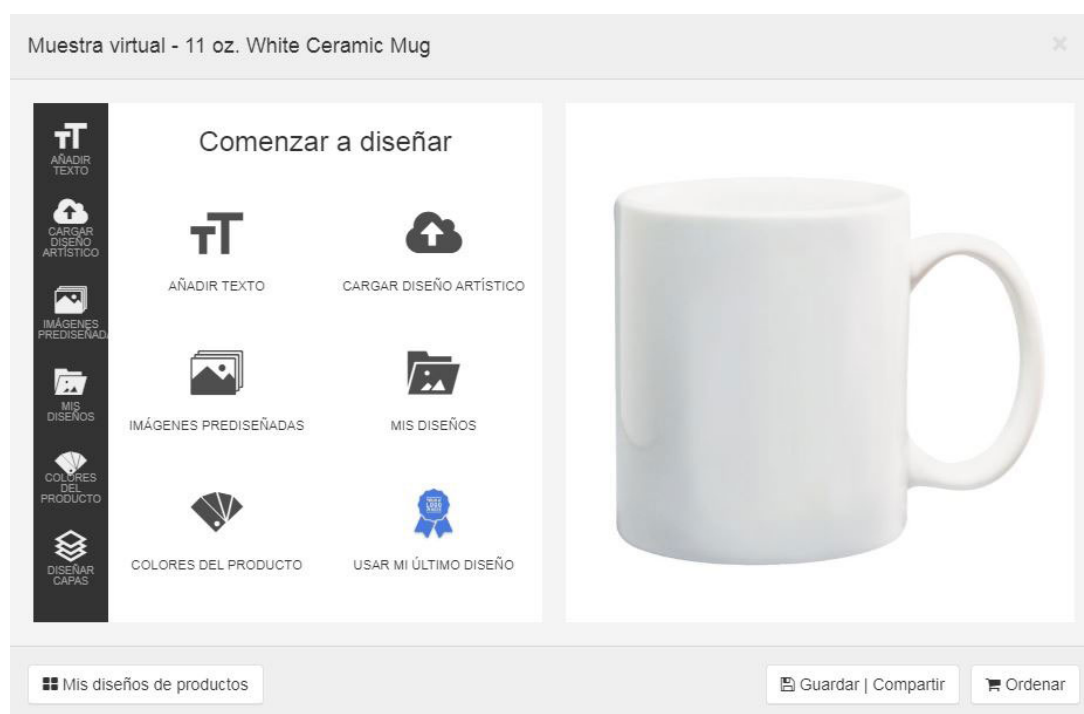 Muestra virtual - 11 oz. White Ceramic Mug
×
AÑADIR
TEXTO
CARGAR
DISEÑO
ARTÍSTICO
IMÁGENES
PREDISEÑADA
MIS
DISEÑOS
COLORES
DEL
PRODUCTO
DISEÑAR
CAPAS
Comenzar a diseñar
AÑADIR TEXTO
CARGAR DISEÑO ARTÍSTICO
IMÁGENES PREDISEÑADAS
MIS DISEÑOS
COLORES DEL PRODUCTO
USAR MI ÚLTIMO DISEÑO
Mis diseños de productos
Guardar | Compartir
Ordenar